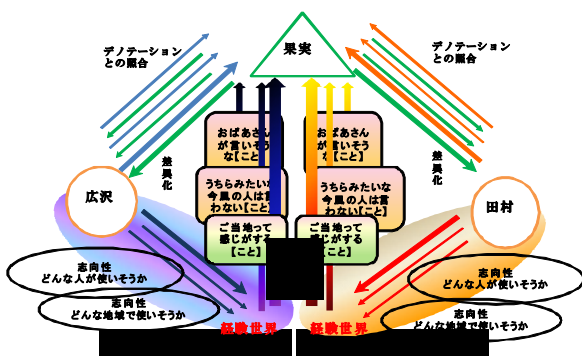 デノテーション
との照合
果実
デノテーション
との照合
おばあさん
が言いそう
な【こと】
おばあさん
が言いそう
な【こと】
差異化
差異化
うちらみたいな
今風の人は言
わない【こと】
うちらみたいな
今風の人は言
わない【こと】
広沢
田村
ご当地って
感じがする
【こと】
ご当地って
感じがする
【こと】
志向性
どんな人が使いそうか
志向性
どんな人が使いそうか
志向性
どんな地域で使いそうか
志向性
どんな地域で使いそうか
経験世界
経験世界